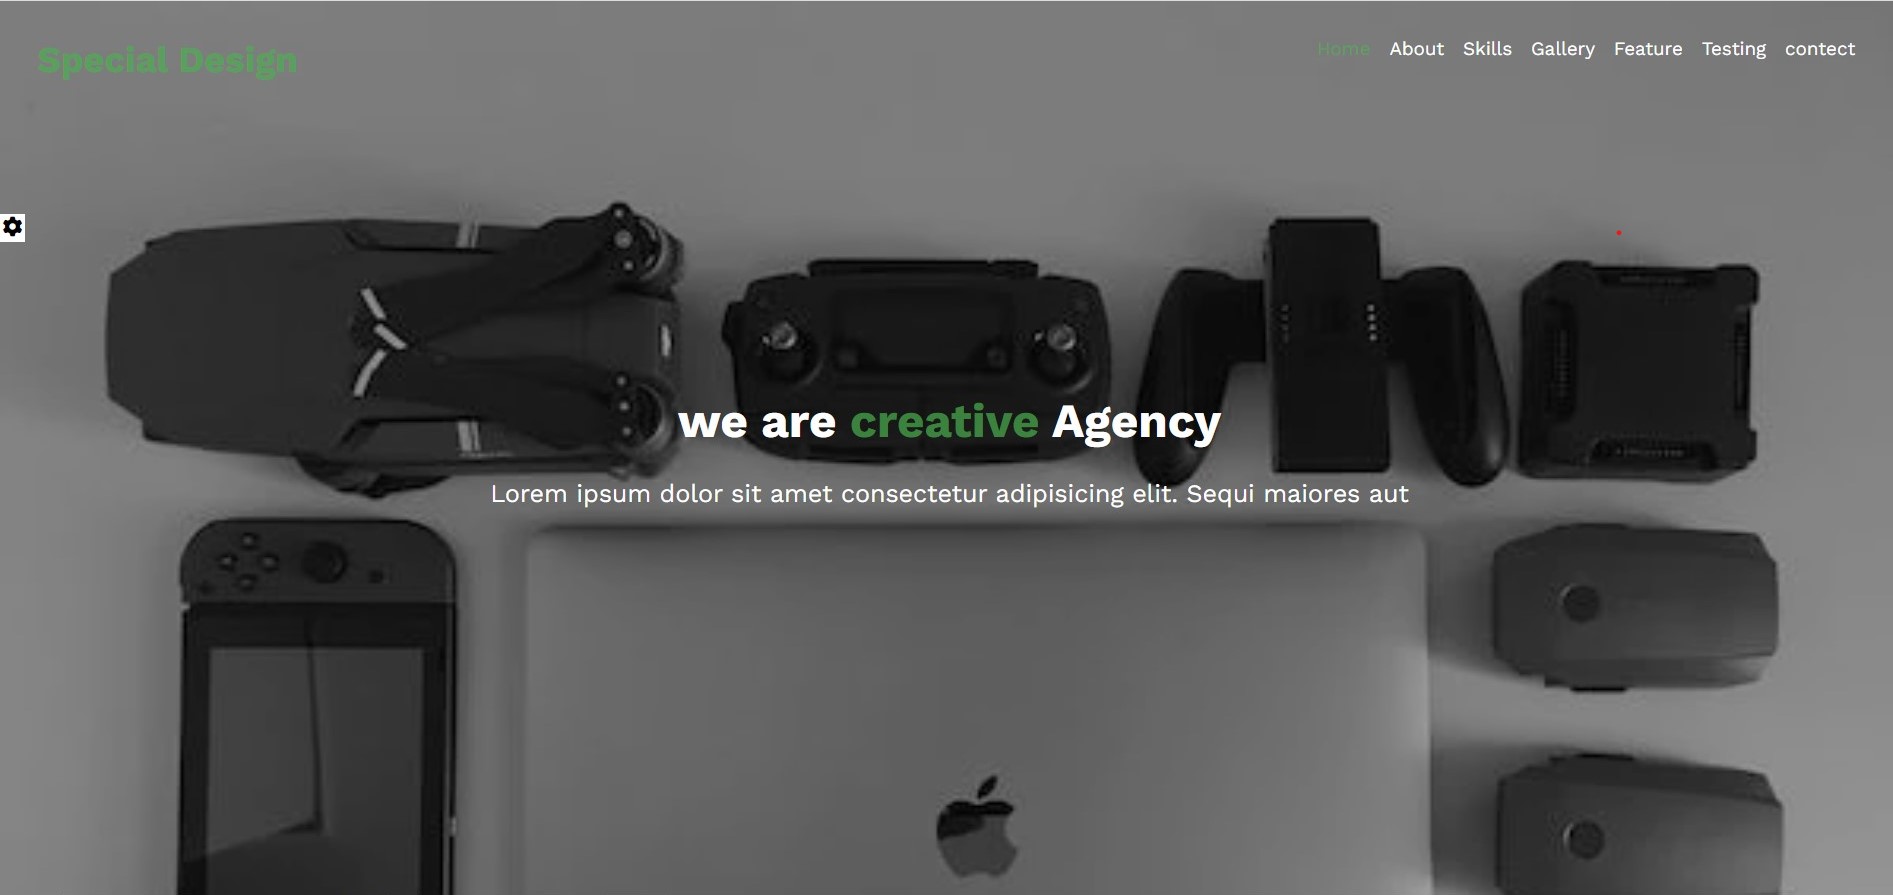 Special Design
Home About Skills Gallery Feature Testing contect
we are creative Agency
Lorem ipsum dolor sit amet consectetur adipisicing elit. Sequi maiores aut